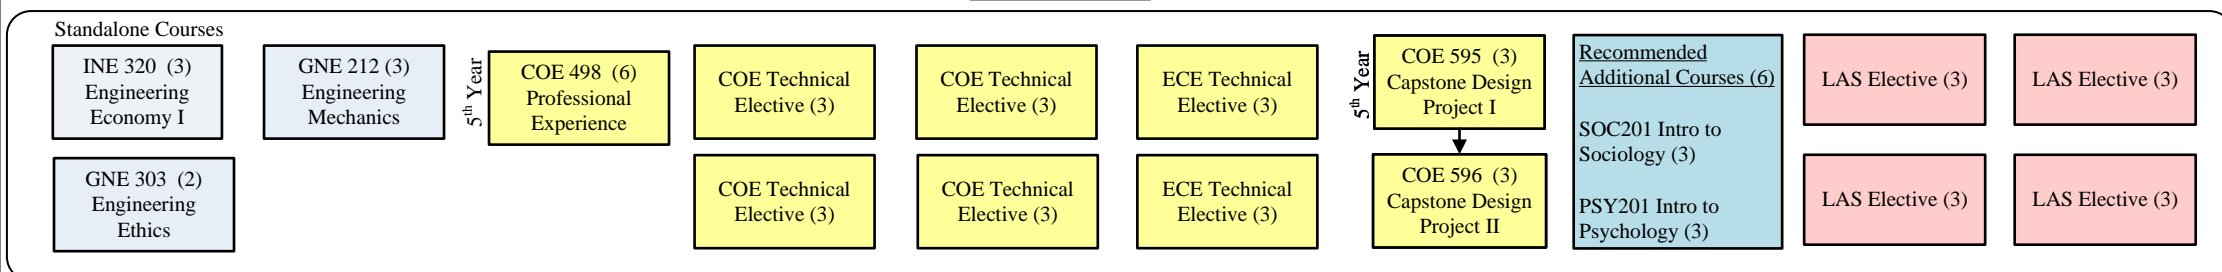 Standalone Courses
INE 320  (3)
Engineering
Economy I
GNE 303  (2)
Engineering
Ethics
GNE 212 (3)
Engineering
Mechanics
5th Year
COE 498  (6)
Professional
Experience
COE Technical
Elective (3)
COE Technical
Elective (3)
COE Technical
Elective (3)
COE Technical
Elective (3)
ECE Technical
Elective (3)
ECE Technical
Elective (3)
5th Year
COE 595  (3)
Capstone Design
Project I
COE 596  (3)
Capstone Design
Project II
Recommended
Additional Courses (6)
SOC201 Intro to
Sociology (3)
PSY201 Intro to
Psychology (3)
LAS Elective (3)
LAS Elective (3)
LAS Elective (3)
LAS Elective (3)